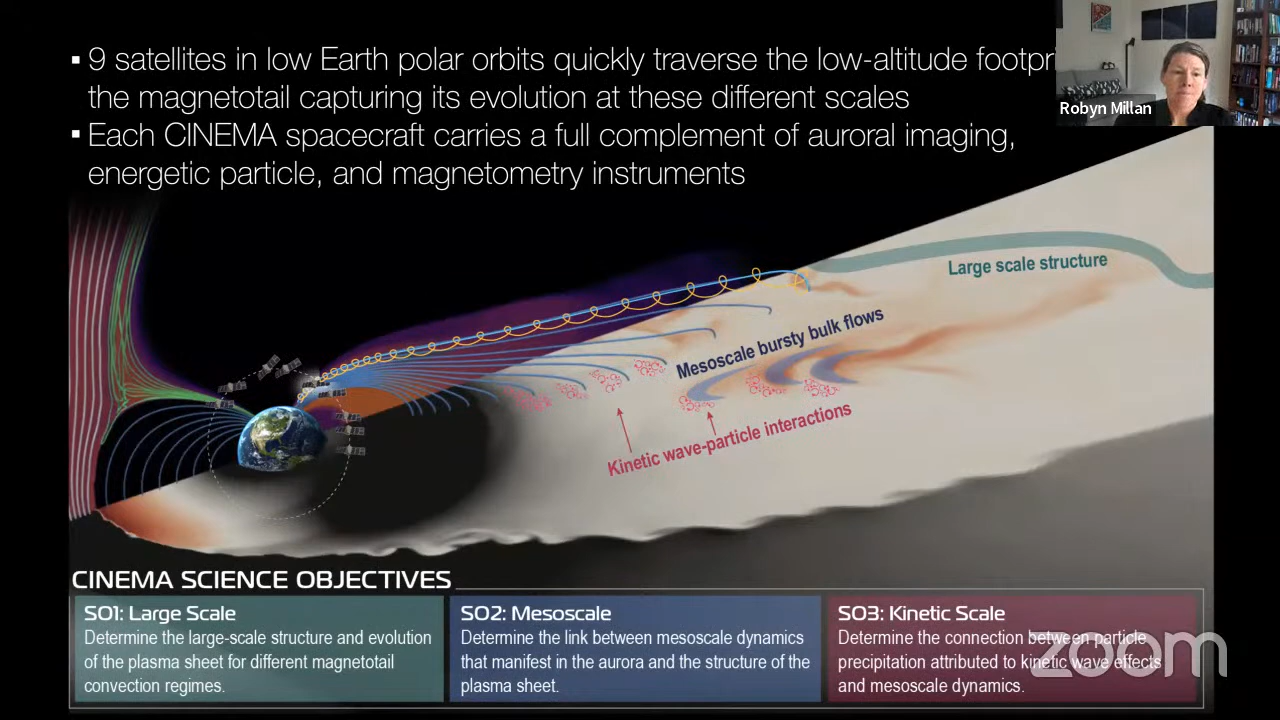 ▪ 9 satellites in low Earth polar orbits quickly traverse the low-altitude
the magnetotail capturing its evolution at these different scales
▪ Each CINEMA spacecraft carries a full complement of auroral imaging,
energetic particle, and magnetometry instruments
Robyn Millan
Large scale structure
Mesoscale bursty bulk flows
Kinetic wave-particle interactions
CINEMA SCIENCE OBJECTIVES
SO1: Large Scale
Determine the large-scale structure and evolution
of the plasma sheet for different magnetotail
convection regimes.
SO2: Mesoscale
Determine the link between mesoscale dynamics
that manifest in the aurora and the structure of the
plasma sheet.
SO3: Kinetic Scale
Determine the connection between particle
precipitation attributed to kinetic wave effects
and mesoscale dynamics.
zoom